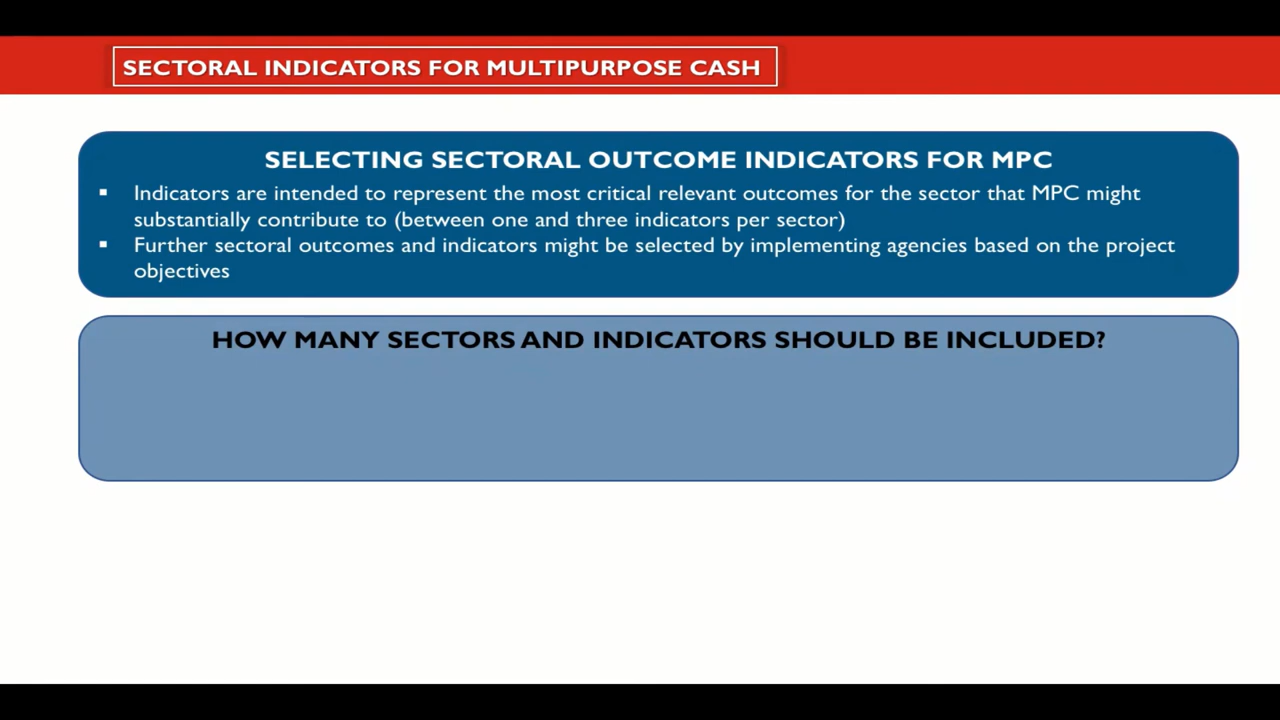 SECTORAL INDICATORS FOR MULTIPURPOSE CASH
SELECTING SECTORAL OUTCOME INDICATORS FOR MPC
▪ Indicators are intended to represent the most critical relevant outcomes for the sector that MPC might
substantially contribute to (between one and three indicators per sector)
▪ Further sectoral outcomes and indicators might be selected by implementing agencies based on the project
objectives
HOW MANY SECTORS AND INDICATORS SHOULD BE INCLUDED?